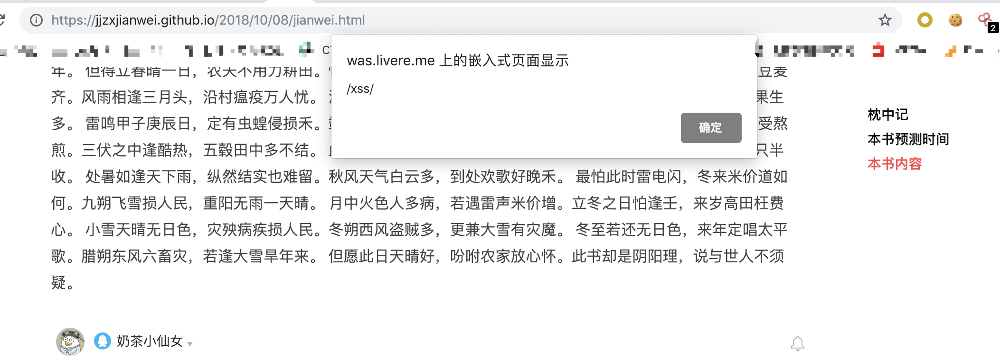 https://jjzxjianwei.github.io/2018/10/08/jianwei.html
2
was.livere.me 上的嵌入式页面显示
/xss/
确定
年。 但得立春晴一日，农夫不用力耕田。 豆麦
齐。风雨相逢三月头，沿村瘟疫万人忧。 果生
多。 雷鸣甲子庚辰日，定有虫蝗侵损禾。 受熬
煎。三伏之中逢酷热，五毂田中多不结。 只半
收。 处暑如逢天下雨，纵然结实也难留。秋风天气白云多，到处欢歌好晚禾。 最怕此时雷电闪，冬来米价道如
何。九朔飞雪损人民，重阳无雨一天晴。 月中火色人多病，若遇雷声米价增。立冬之日怕逢壬，来岁高田枉费
心。 小雪天晴无日色，灾殃病疾损人民。冬朔西风盗贼多，更兼大雪有灾魔。 冬至若还无日色，来年定唱太平
歌。腊朔东风六畜灾，若逢大雪旱年来。 但愿此日天晴好，吩咐农家放心怀。此书却是阴阳理，说与世人不须
疑。
枕中记
本书预测时间
本书内容
奶茶小仙女